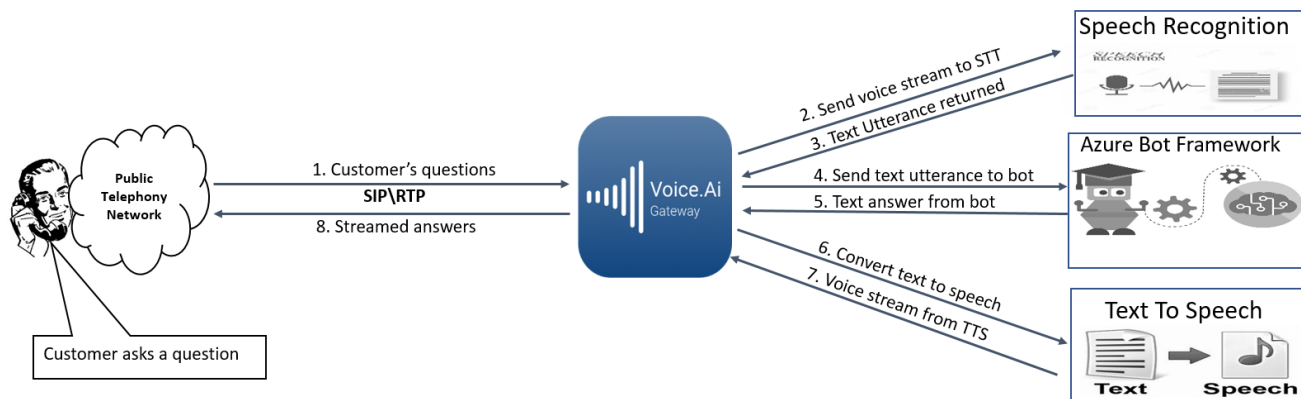 Speech Recognition
SPEECH
RECOGNITION
2. Send voice stream to STT
3. Text Utterance returned
Azure Bot Framework
Public
Telephony
Network
1. Customer's questions
SIP\RTP
8. Streamed answers
Voice.Ai
Gateway
4. Send text utterance to bot
5. Text answer from bot
6. Convert text to speech
7. Voice stream from TTS
Text To Speech
Text
Speech
Customer asks a question